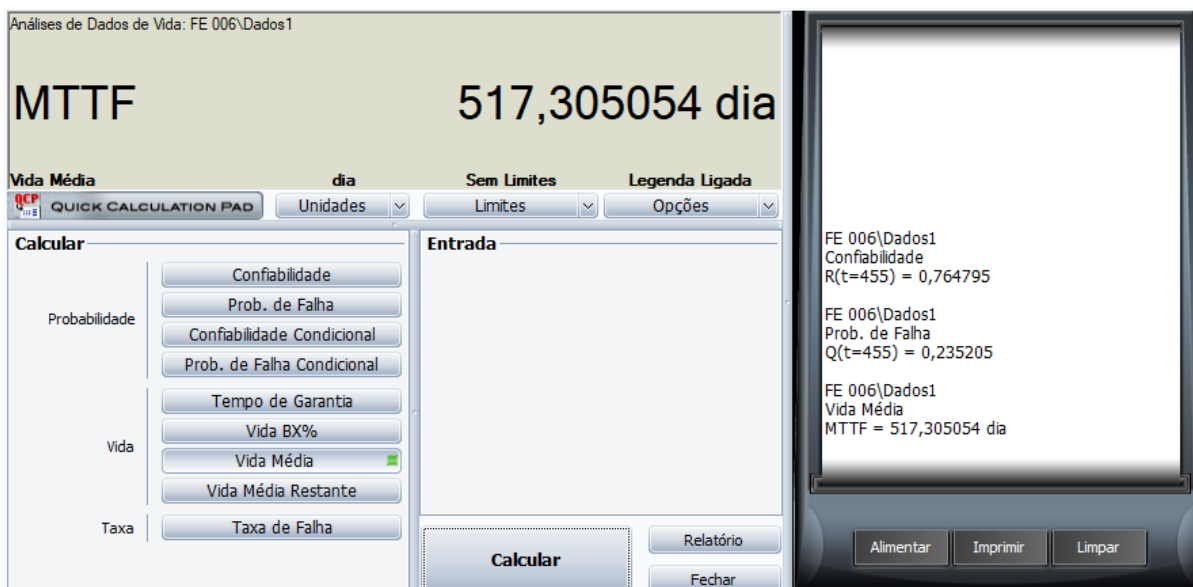 Análises de Dados de Vida: FE 006\Dados1
MTTF 517,305054 dia
Vida Média dia Sem Limites Legenda Ligada
QCP QUICK CALCULATION PAD Unidades Limites Opções
Calcular
Probabilidade
Confiabilidade
Prob. de Falha
Confiabilidade Condicional
Prob. de Falha Condicional
Vida
Tempo de Garantia
Vida BX%
Vida Média
Vida Média Restante
Taxa
Taxa de Falha
Entrada
Calcular
Relatório
Fechar
FE 006\Dados1
Confiabilidade
R(t=455) = 0,764795
FE 006\Dados1
Prob. de Falha
Q(t=455) = 0,235205
FE 006\Dados1
Vida Média
MTTF = 517,305054 dia
Alimentar Imprimir Limpar